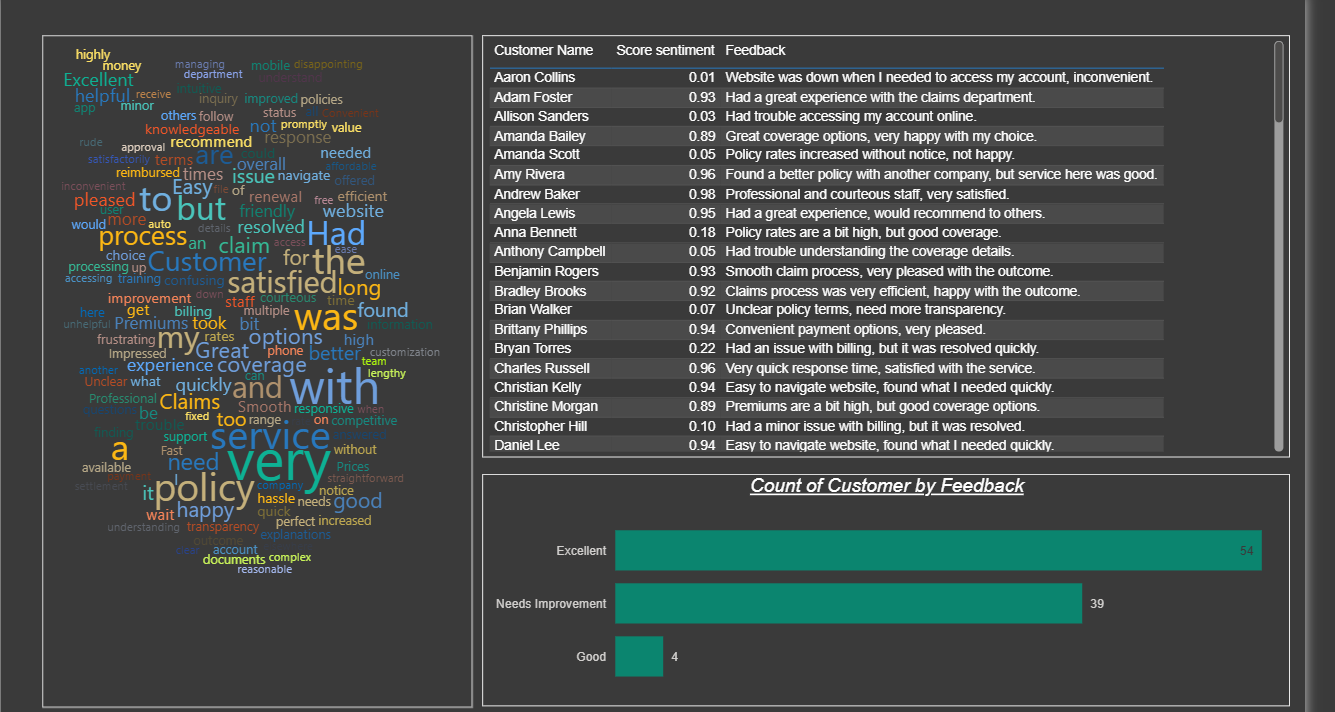 highly
money
managing
department
mobile
disappointing
Excellent
helpful
receive
app
minor
inquiry
improved
policies
others
follow
status
knowledgeable
not
promptly
value
rude
approval
recommend
response
satisfactorily
terms
are
overall
needed
reimbursed
times
issue
navigate
affordable
inconvenient
Easy
file
of
offered
pleased
to
but
renewal
free
efficient
user
more
friendly
website
would
auto
details
resolved
Had
process
an
claim
access
ease
choice
Customer
for
the
processing
up
online
accessing
training
confusing
satisfied
long
improvement
down
staff
courteous
time
here
get
billing
multiple
was
found
unhelpful
Premiums
took
bit
information
frustrating
my
rates
options
high
Impressed
Great
phone
better
customization
another
experience
coverage
team
Unclear
what
quickly
can
lengthy
Professional
Claims
and
with
be
Smooth
responsive
when
trouble
fixed
too
range
on
competitive
finding
support
service
a
Fast
very
without
available
need
Prices
payment
straightforward
settlement
I
company
it
policy
hassle
needs
notice
good
wait
happy
quick
understanding
transparency
perfect
increased
outcome
explanations
account
documents
complex
reasonable
Customer Name Score sentiment Feedback
Aaron Collins 0.01 Website was down when I needed to access my account, inconvenient.
Adam Foster 0.93 Had a great experience with the claims department.
Allison Sanders 0.03 Had trouble accessing my account online.
Amanda Bailey 0.89 Great coverage options, very happy with my choice.
Amanda Scott 0.05 Policy rates increased without notice, not happy.
Amy Rivera 0.96 Found a better policy with another company, but service here was good.
Andrew Baker 0.98 Professional and courteous staff, very satisfied.
Angela Lewis 0.95 Had a great experience, would recommend to others.
Anna Bennett 0.18 Policy rates are a bit high, but good coverage.
Anthony Campbell 0.05 Had trouble understanding the coverage details.
Benjamin Rogers 0.93 Smooth claim process, very pleased with the outcome.
Bradley Brooks 0.92 Claims process was very efficient, happy with the outcome.
Brian Walker 0.07 Unclear policy terms, need more transparency.
Brittany Phillips 0.94 Convenient payment options, very pleased.
Bryan Torres 0.22 Had an issue with billing, but it was resolved quickly.
Charles Russell 0.96 Very quick response time, satisfied with the service.
Christian Kelly 0.94 Easy to navigate website, found what I needed quickly.
Christine Morgan 0.89 Premiums are a bit high, but good coverage options.
Christopher Hill 0.10 Had a minor issue with billing, but it was resolved.
Daniel Lee 0.94 Easy to navigate website, found what I needed quickly.
Count of Customer by Feedback
Excellent 54
Needs Improvement 39
Good 4